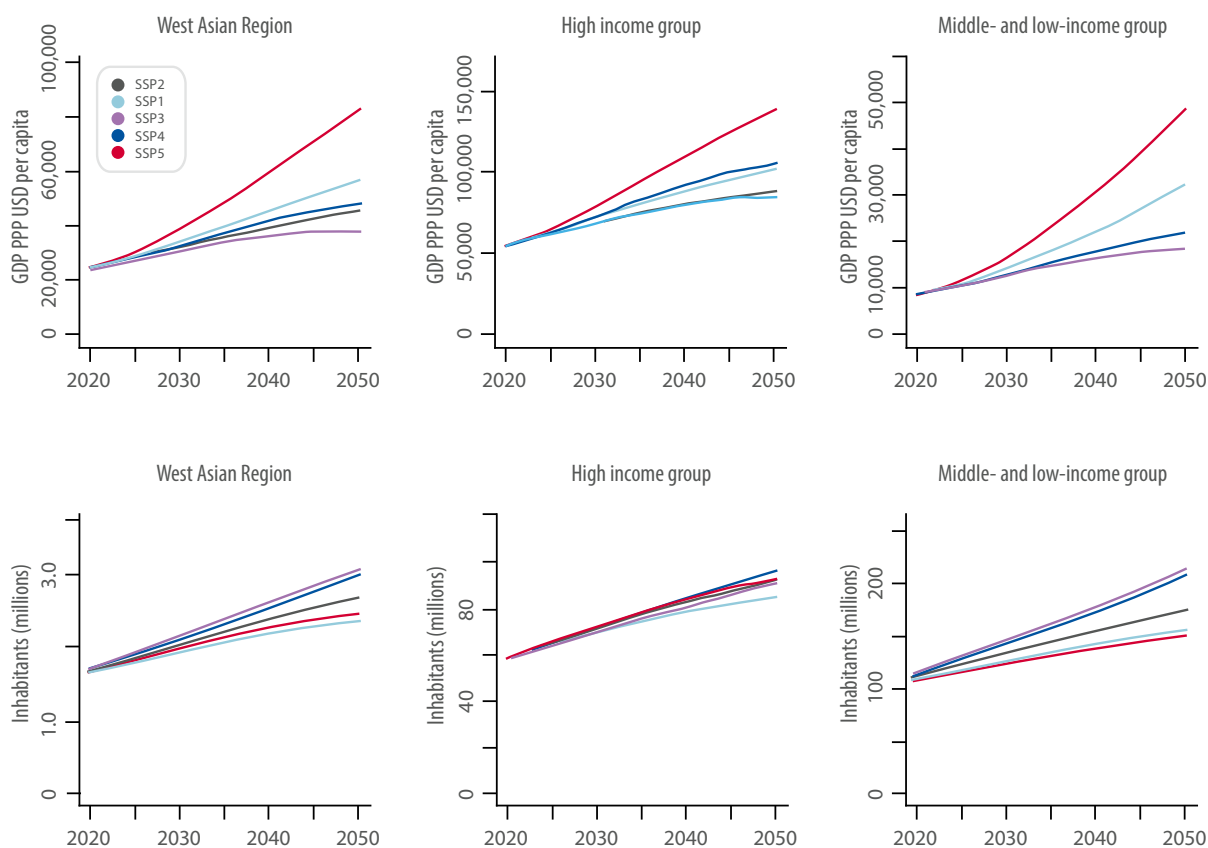 West Asian Region
High income group
Middle- and low-income group
GDP PPP USD per capita
100,000
60,000
20,000
0
SSP2
SSP1
SSP3
SSP4
SSP5
2020 2030 2040 2050
GDP PPP USD per capita
150,000
100,000
50,000
0
2020 2030 2040 2050
GDP PPP USD per capita
50,000
30,000
10,000
0
2020 2030 2040 2050
West Asian Region
High income group
Middle- and low-income group
Inhabitants (millions)
3.0
1.0
0
2020 2030 2040 2050
Inhabitants (millions)
80
40
0
2020 2030 2040 2050
Inhabitants (millions)
200
100
0
2020 2030 2040 2050